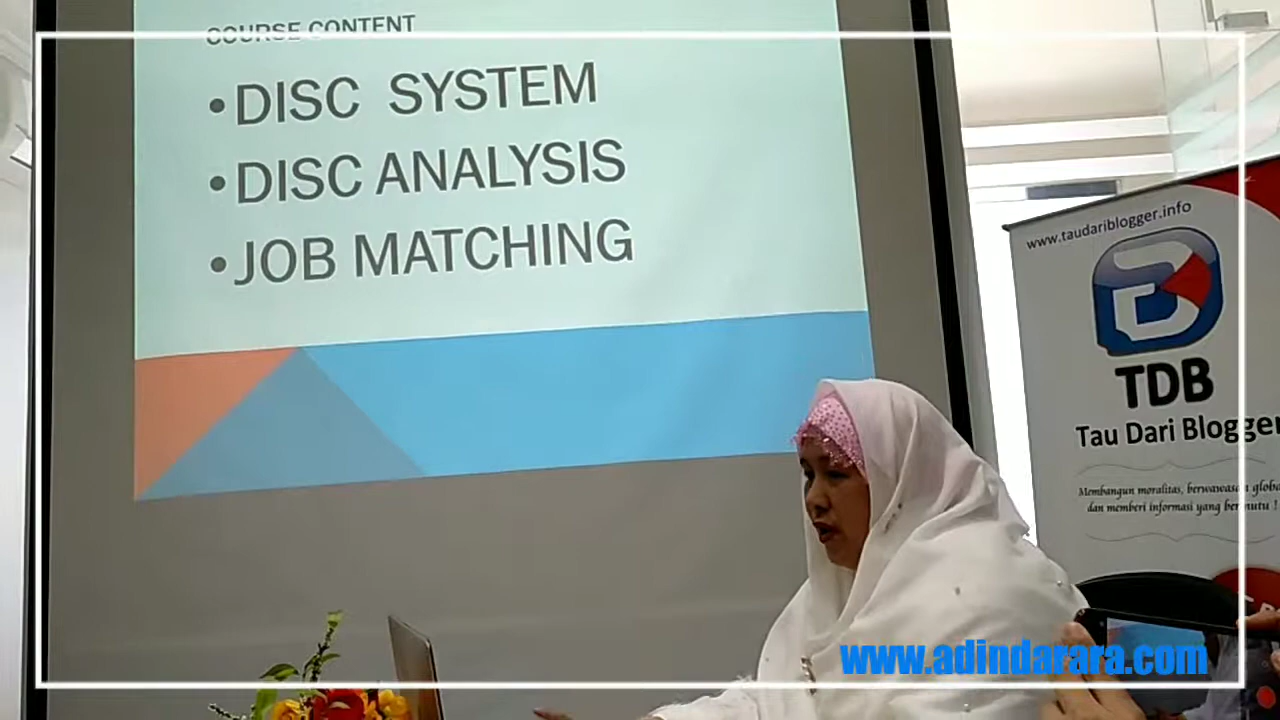 COURSE CONTENT
•DISC SYSTEM
•DISC ANALYSIS
•JOB MATCHING
www.taudariblogger.info
TDB
Tau Dari Blogger
Membangun moralitas, berwawasan globa
dan memberi informasi yang bermutu !
www.adindarara.com